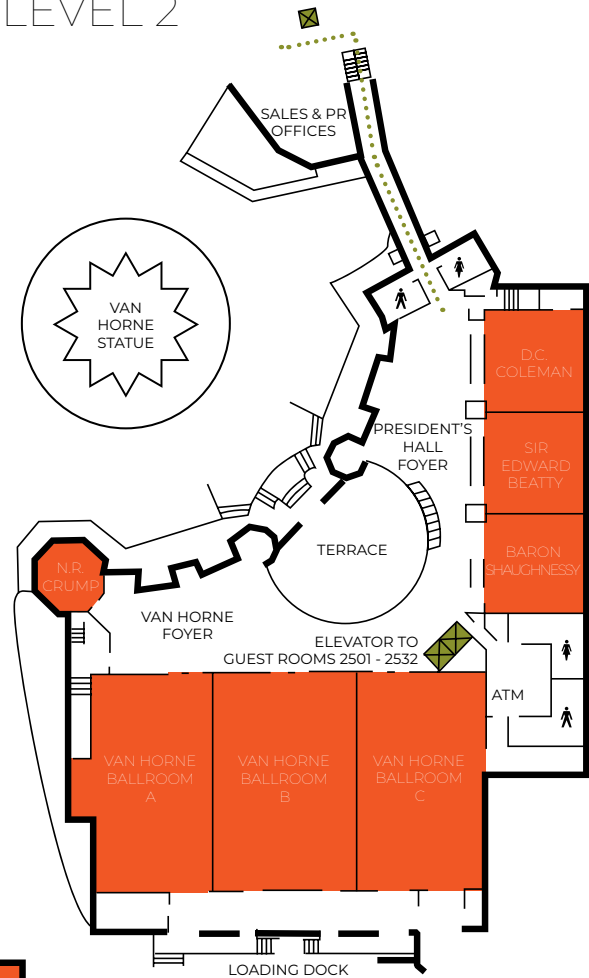 LEVEL 2
SALES & PR
OFFICES
VAN
HORNE
STATUE
D.C.
COLEMAN
PRESIDENT'S
HALL
FOYER
SIR
EDWARD
BEATTY
TERRACE
BARON
SHAUGHNESSY
N.R.
CRUMP
VAN HORNE
FOYER
ELEVATOR TO
GUEST ROOMS 2501 - 2532
ATM
VAN HORNE
BALLROOM
A
VAN HORNE
BALLROOM
B
VAN HORNE
BALLROOM
C
LOADING DOCK